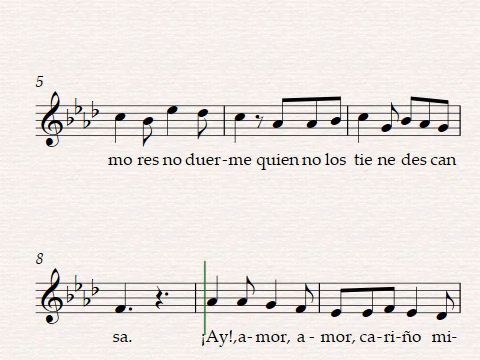 5
mo res no duer-me quien no los tie ne des can
8
sa. ¡Ay!,a- mor, a - mor, ca-ri-ño mi-